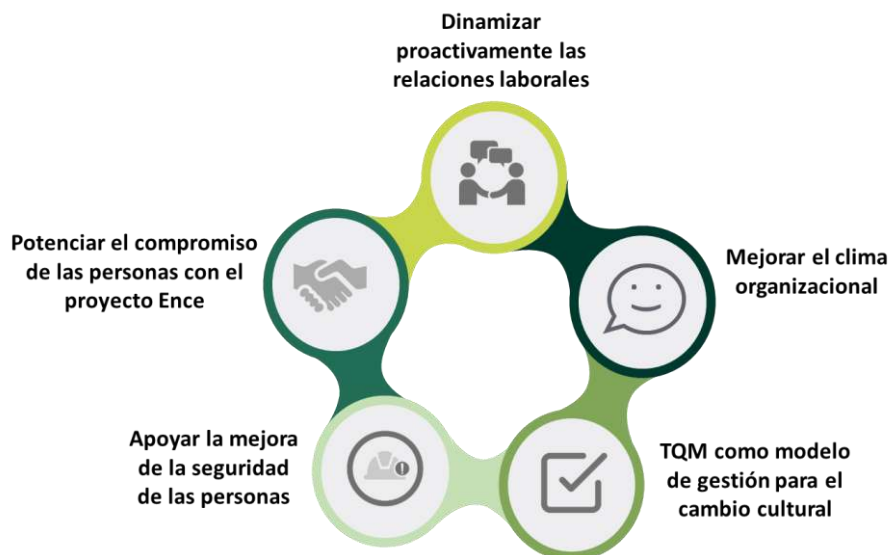 Dinamizar
proactivamente las
relaciones laborales
Mejorar el clima
organizacional
TQM como modelo
de gestión para el
cambio cultural
Apoyar la mejora
de la seguridad
de las personas
Potenciar el compromiso
de las personas con el
proyecto Ence